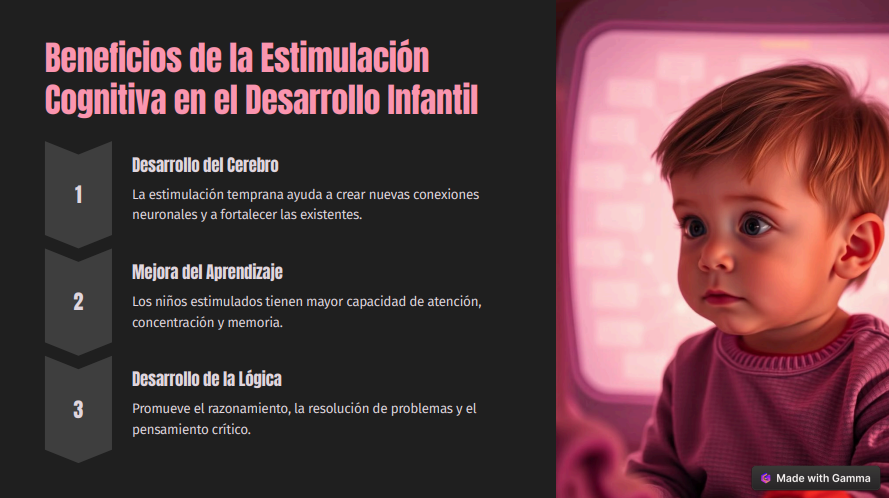 Beneficios de la Estimulación
Cognitiva en el Desarrollo Infantil
1
Desarrollo del Cerebro
La estimulación temprana ayuda a crear nuevas conexiones
neuronales y a fortalecer las existentes.
2
Mejora del Aprendizaje
Los niños estimulados tienen mayor capacidad de atención,
concentración y memoria.
3
Desarrollo de la Lógica
Promueve el razonamiento, la resolución de problemas y el
pensamiento crítico.
Made with Gamma